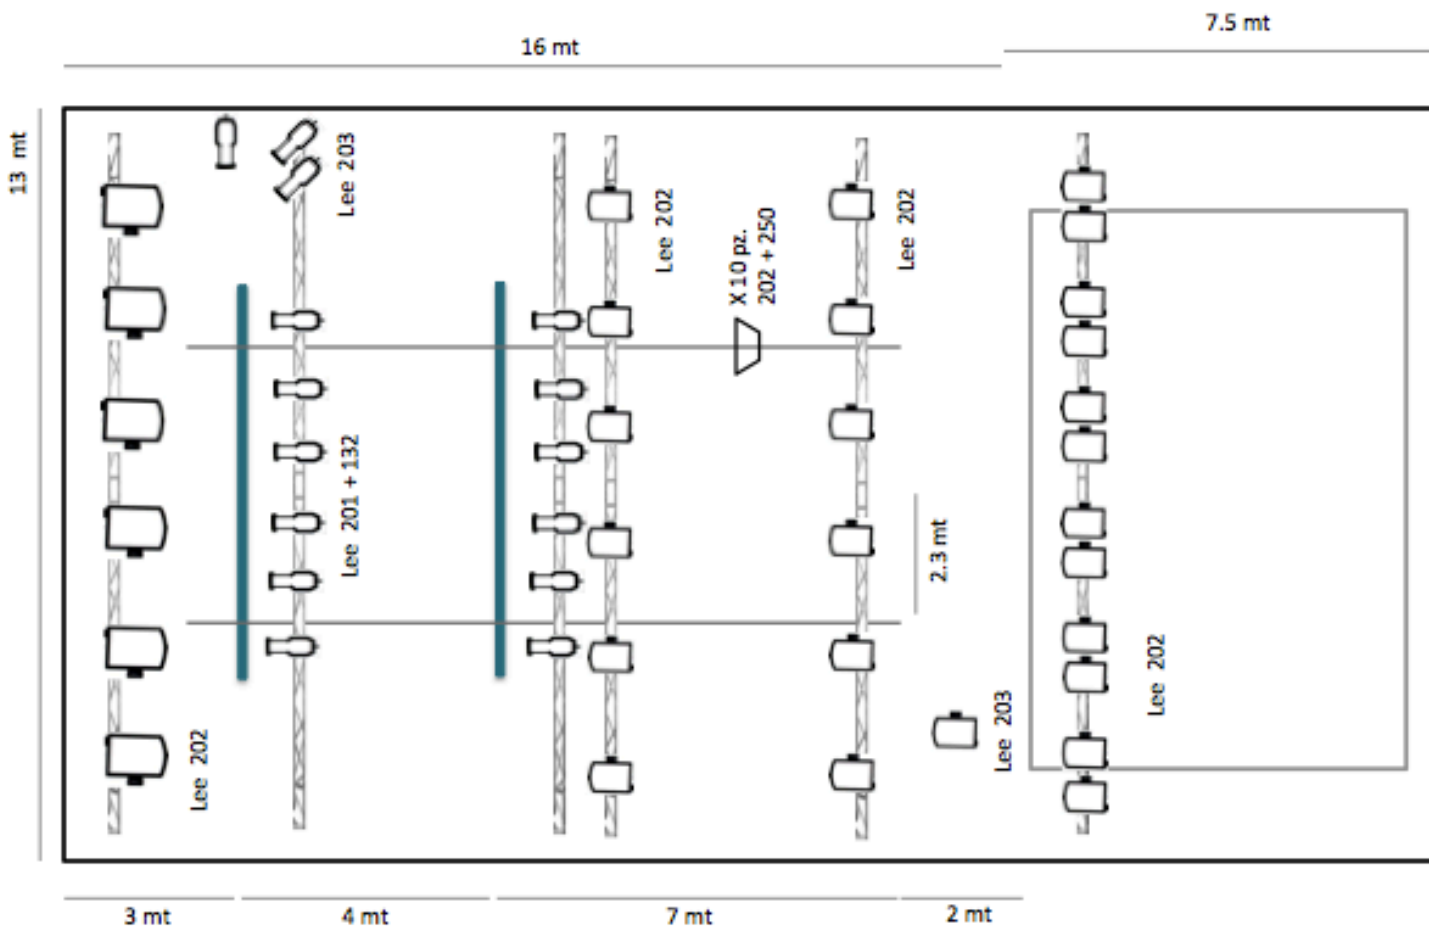 7.5 mt
16 mt
13 mt
Lee 203
Lee 202
X 10 pz.
202 + 250
Lee 202
Lee 201 + 132
2.3 mt
Lee 202
Lee 203
Lee 202
3 mt
4 mt
7 mt
2 mt